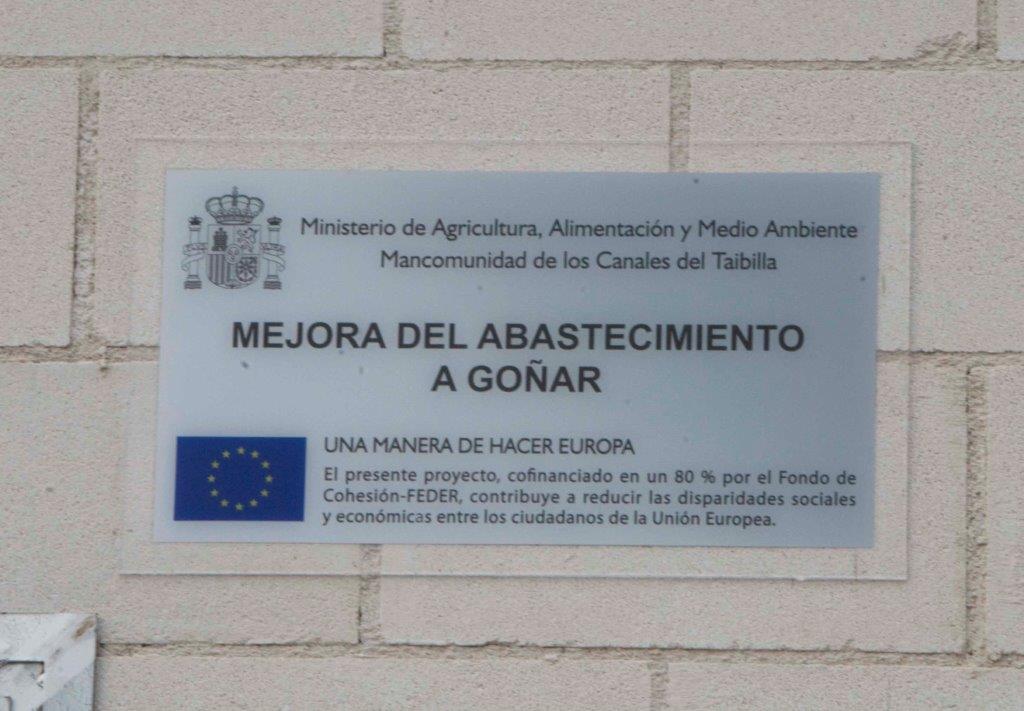 Ministerio de Agricultura, Alimentación y Medio Ambiente
Mancomunidad de los Canales del Taibilla
MEJORA DEL ABASTECIMIENTO
A GOÑAR
UNA MANERA DE HACER EUROPA
El presente proyecto, cofinanciado en un 80 % por el Fondo de
Cohesión-FEDER, contribuye a reducir las disparidades sociales
y económicas entre los ciudadanos de la Unión Europea.